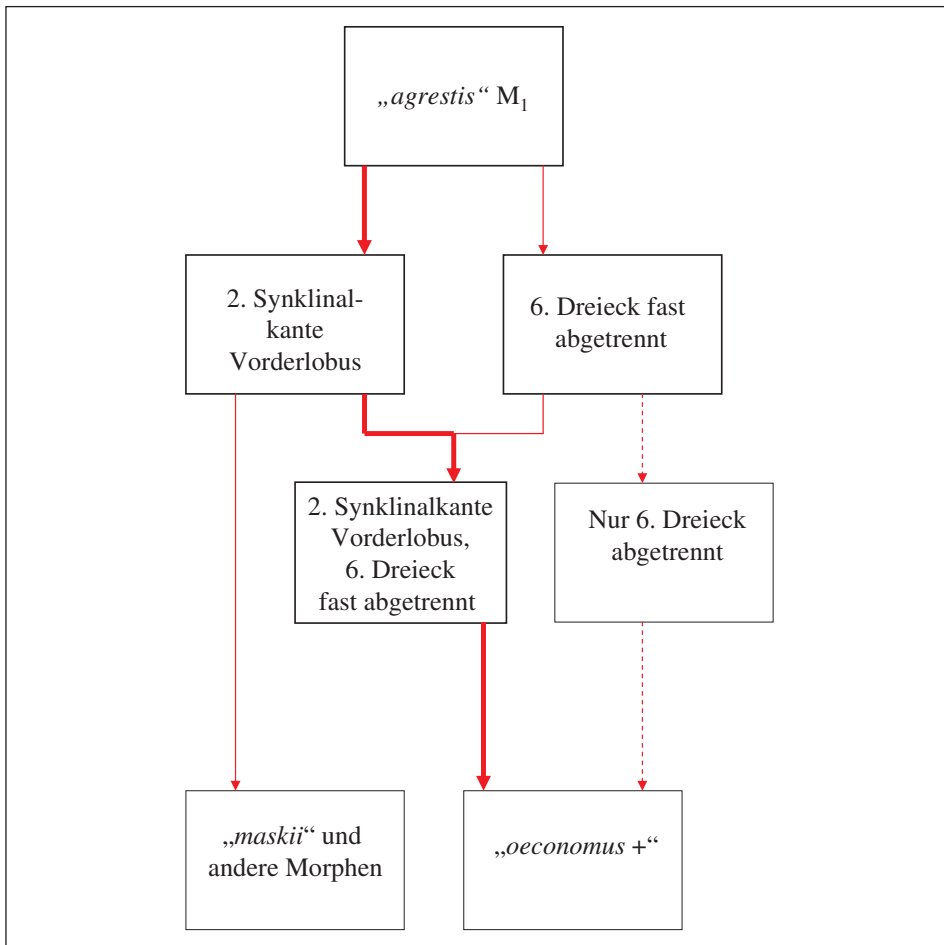 „agrestis“ M₁
2. Synklinal-
kante
Vorderlobus
6. Dreieck fast
abgetrennt
2. Synklinalkante
Vorderlobus,
6. Dreieck
fast abgetrennt
Nur 6. Dreieck
abgetrennt
„maskii“ und
andere Morphen
„oeconomus +“